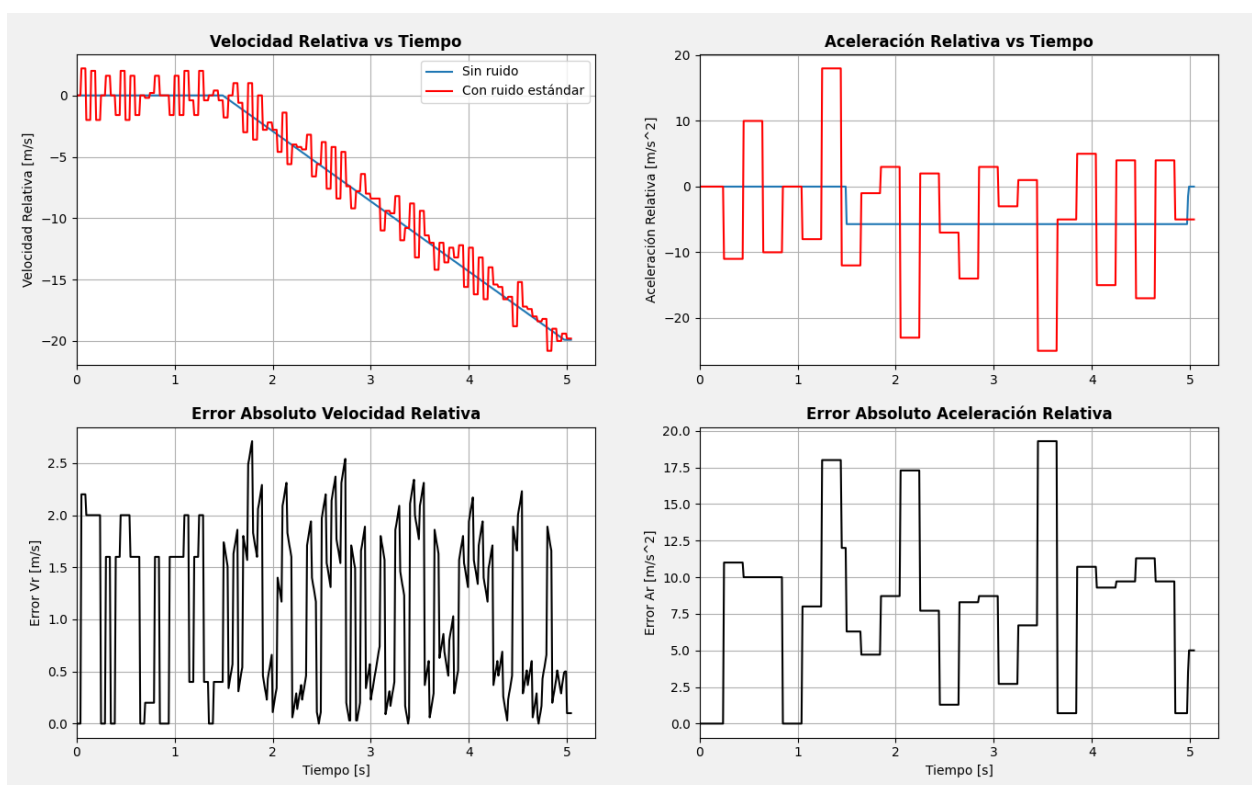 Velocidad Relativa vs Tiempo
Velocidad Relativa [m/s]
0
−5
−10
−15
−20
0 1 2 3 4 5
Sin ruido
Con ruido estándar
Aceleración Relativa vs Tiempo
Aceleración Relativa [m/s^2]
20
10
0
−10
−20
0 1 2 3 4 5
Error Absoluto Velocidad Relativa
Error Vr [m/s]
2.5
2.0
1.5
1.0
0.5
0.0
0 1 2 3 4 5
Tiempo [s]
Error Absoluto Aceleración Relativa
Error Ar [m/s^2]
20.0
17.5
15.0
12.5
10.0
7.5
5.0
2.5
0.0
0 1 2 3 4 5
Tiempo [s]